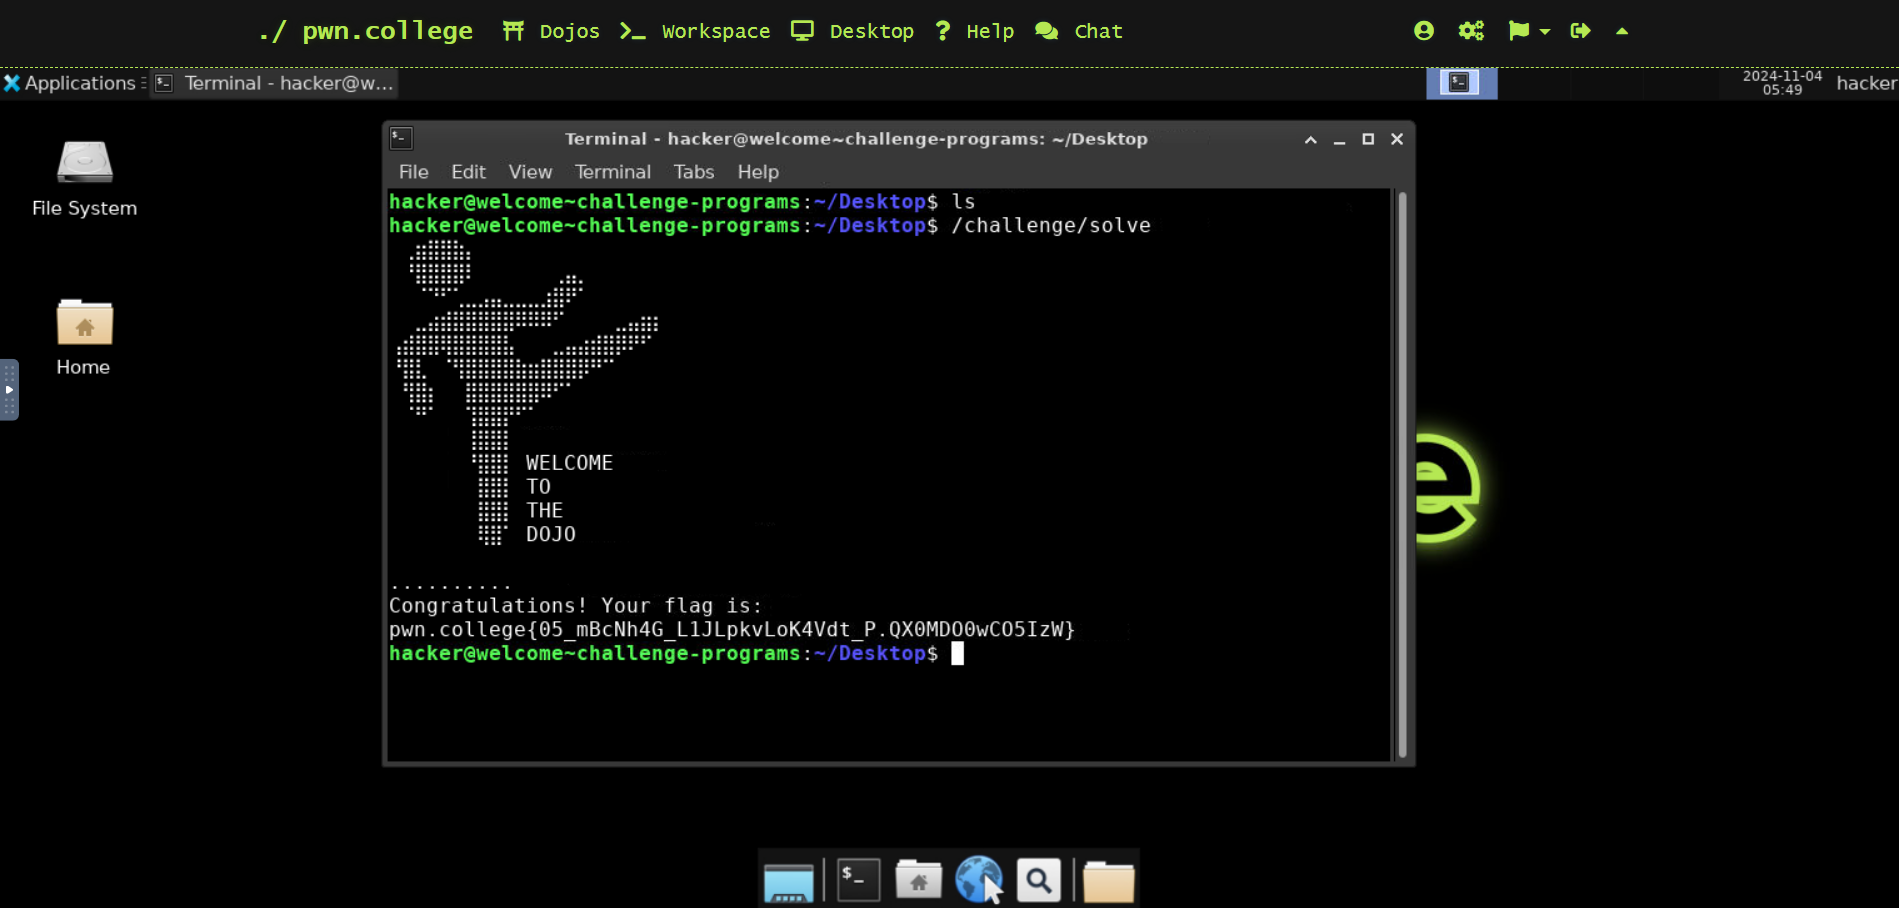 ./ pwn.college Dojos Workspace Desktop Help Chat
Applications Terminal - hacker@w... 2024-11-04 05:49 hacker
File System
Home
Terminal - hacker@welcome~challenge-programs: ~/Desktop
File Edit View Terminal Tabs Help
hacker@welcome~challenge-programs:~/Desktop$ ls
hacker@welcome~challenge-programs:~/Desktop$ /challenge/solve
WELCOME
TO
THE
DOJO
..........
Congratulations! Your flag is:
pwn.college{05_mBcNh4G_L1JLpkvLoK4Vdt_P.QX0MDO0wCO5IzW}
hacker@welcome~challenge-programs:~/Desktop$
e